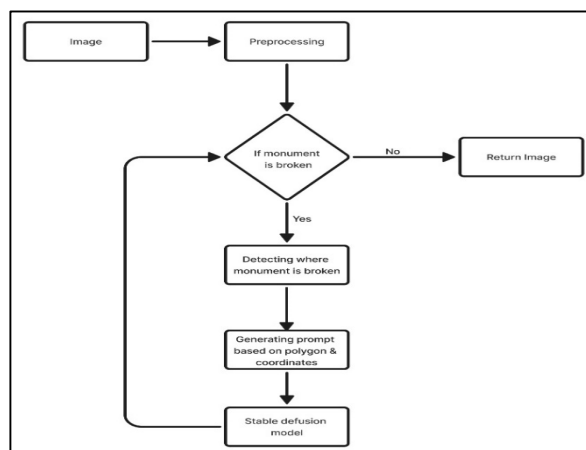 Image
Preprocessing
If monument
is broken
No
Return Image
Yes
Detecting where
monument is broken
Generating prompt
based on polygon &
coordinates
Stable defusion
model